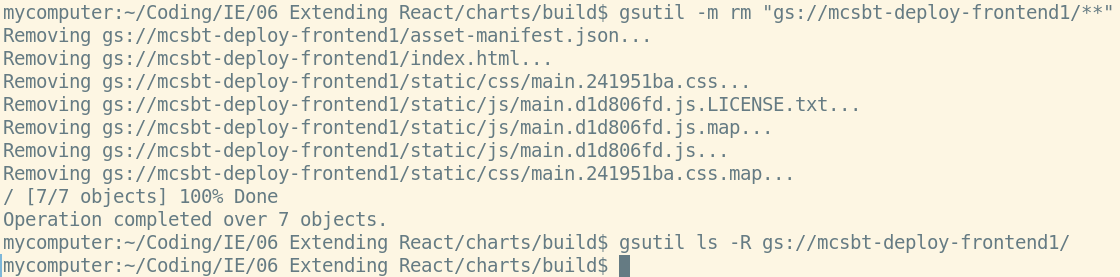 mycomputer:~/Coding/IE/06 Extending React/charts/build$ gsutil -m rm "gs://mcsbt-deploy-frontend1/**"
Removing gs://mcsbt-deploy-frontend1/asset-manifest.json...
Removing gs://mcsbt-deploy-frontend1/index.html...
Removing gs://mcsbt-deploy-frontend1/static/css/main.241951ba.css...
Removing gs://mcsbt-deploy-frontend1/static/js/main.d1d806fd.js.LICENSE.txt...
Removing gs://mcsbt-deploy-frontend1/static/js/main.d1d806fd.js.map...
Removing gs://mcsbt-deploy-frontend1/static/js/main.d1d806fd.js...
Removing gs://mcsbt-deploy-frontend1/static/css/main.241951ba.css.map...
/ [7/7 objects] 100% Done
Operation completed over 7 objects.
mycomputer:~/Coding/IE/06 Extending React/charts/build$ gsutil ls -R gs://mcsbt-deploy-frontend1/
mycomputer:~/Coding/IE/06 Extending React/charts/build$